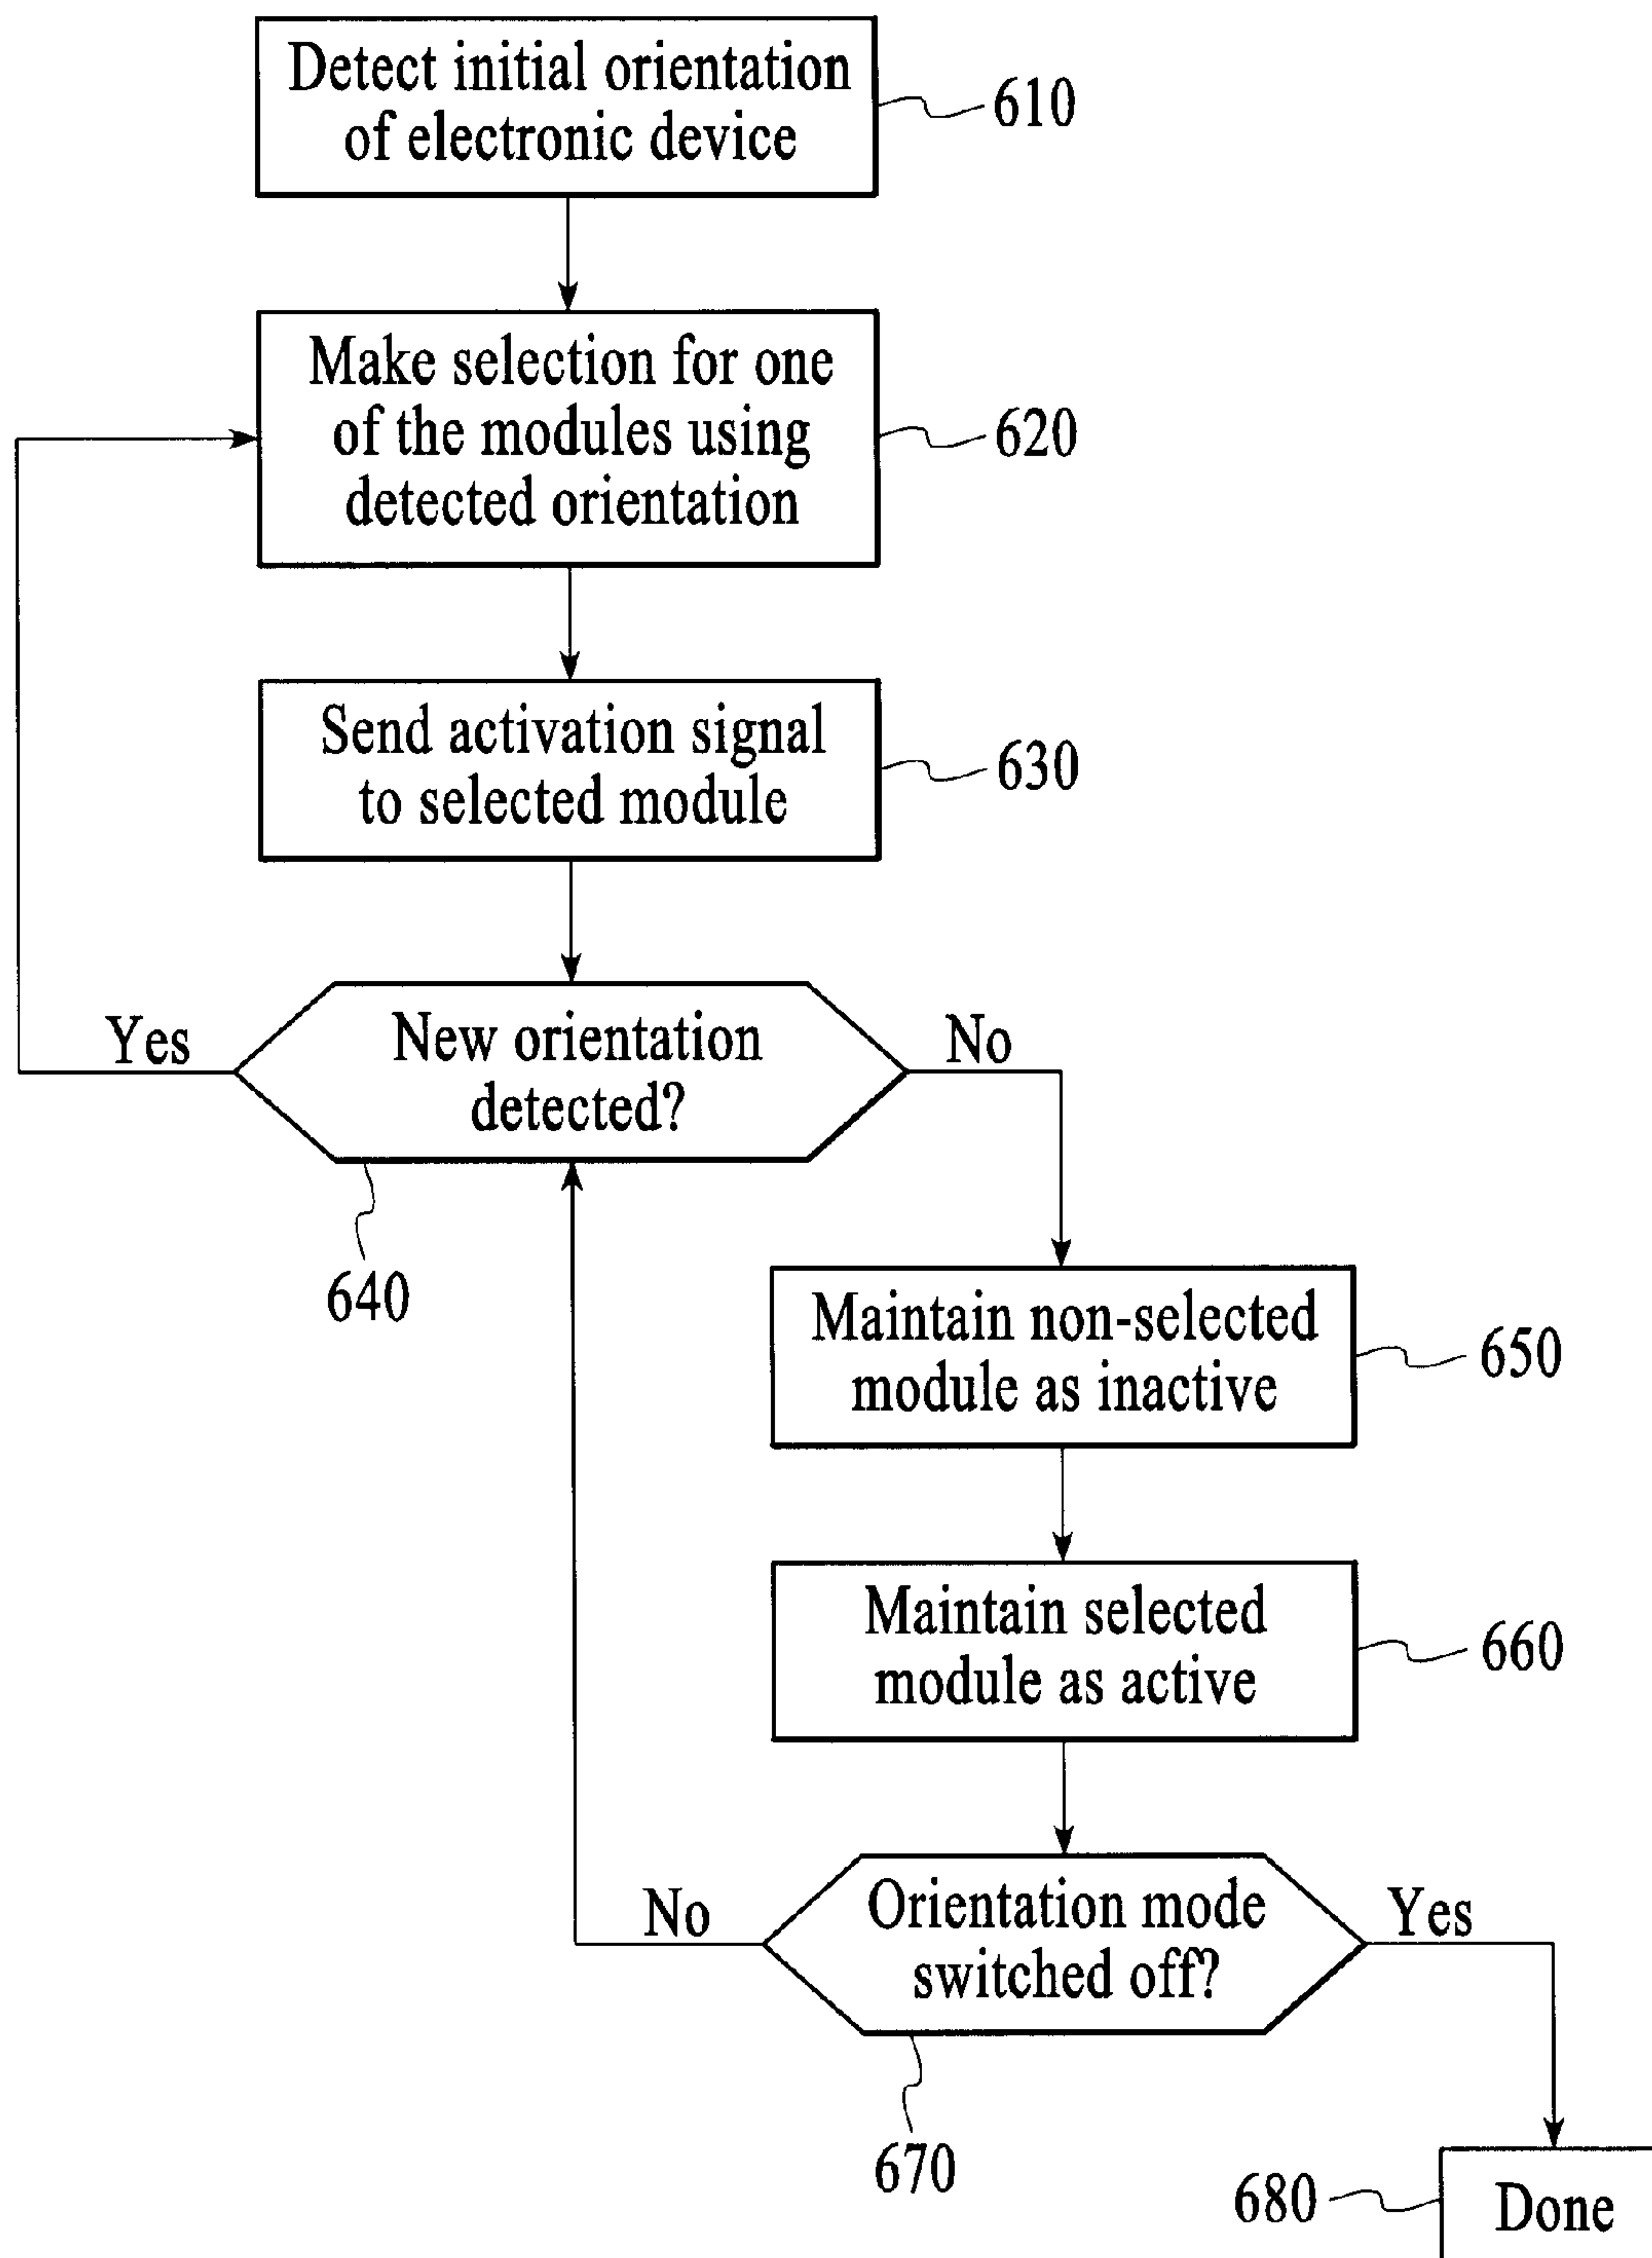 Detect initial orientation
of electronic device
610
Make selection for one
of the modules using
detected orientation
620
Send activation signal
to selected module
630
New orientation
detected?
Yes
No
640
Maintain non-selected
module as inactive
650
Maintain selected
module as active
660
Orientation mode
switched off?
No
Yes
670
680
Done